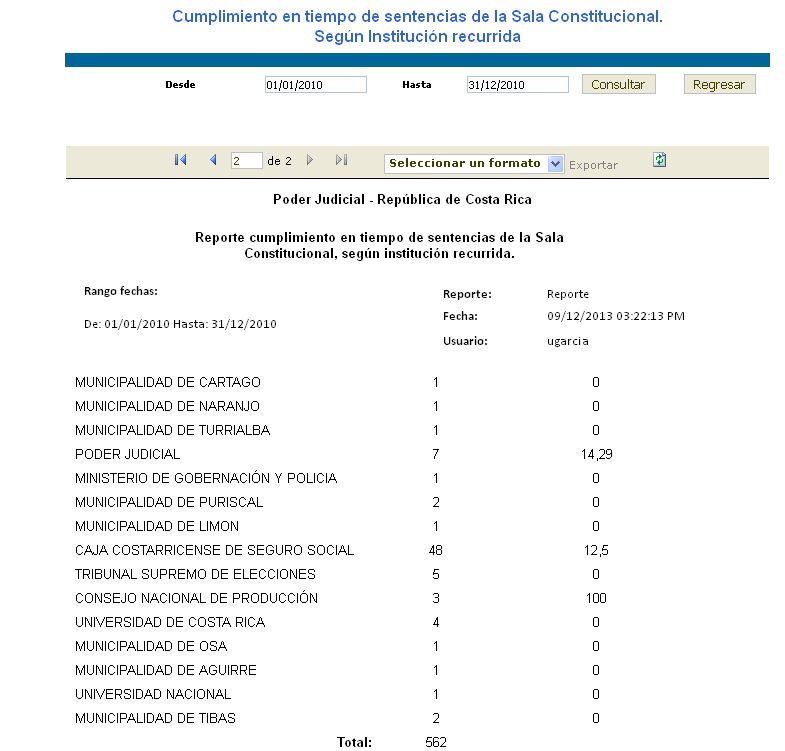 Cumplimiento en tiempo de sentencias de la Sala Constitucional.
Según Institución recurrida
Desde 01/01/2010 Hasta 31/12/2010 Consultar Regresar
2 de 2 Seleccionar un formato Exportar
Poder Judicial - República de Costa Rica
Reporte cumplimiento en tiempo de sentencias de la Sala
Constitucional, según institución recurrida.
Rango fechas:
De: 01/01/2010 Hasta: 31/12/2010
Reporte: Reporte
Fecha: 09/12/2013 03:22:13 PM
Usuario: ugarcia
MUNICIPALIDAD DE CARTAGO 1 0
MUNICIPALIDAD DE NARANJO 1 0
MUNICIPALIDAD DE TURRIALBA 1 0
PODER JUDICIAL 7 14,29
MINISTERIO DE GOBERNACIÓN Y POLICIA 1 0
MUNICIPALIDAD DE PURISCAL 2 0
MUNICIPALIDAD DE LIMON 1 0
CAJA COSTARRICENSE DE SEGURO SOCIAL 48 12,5
TRIBUNAL SUPREMO DE ELECCIONES 5 0
CONSEJO NACIONAL DE PRODUCCIÓN 3 100
UNIVERSIDAD DE COSTA RICA 4 0
MUNICIPALIDAD DE OSA 1 0
MUNICIPALIDAD DE AGUIRRE 1 0
UNIVERSIDAD NACIONAL 1 0
MUNICIPALIDAD DE TIBAS 2 0
Total: 562